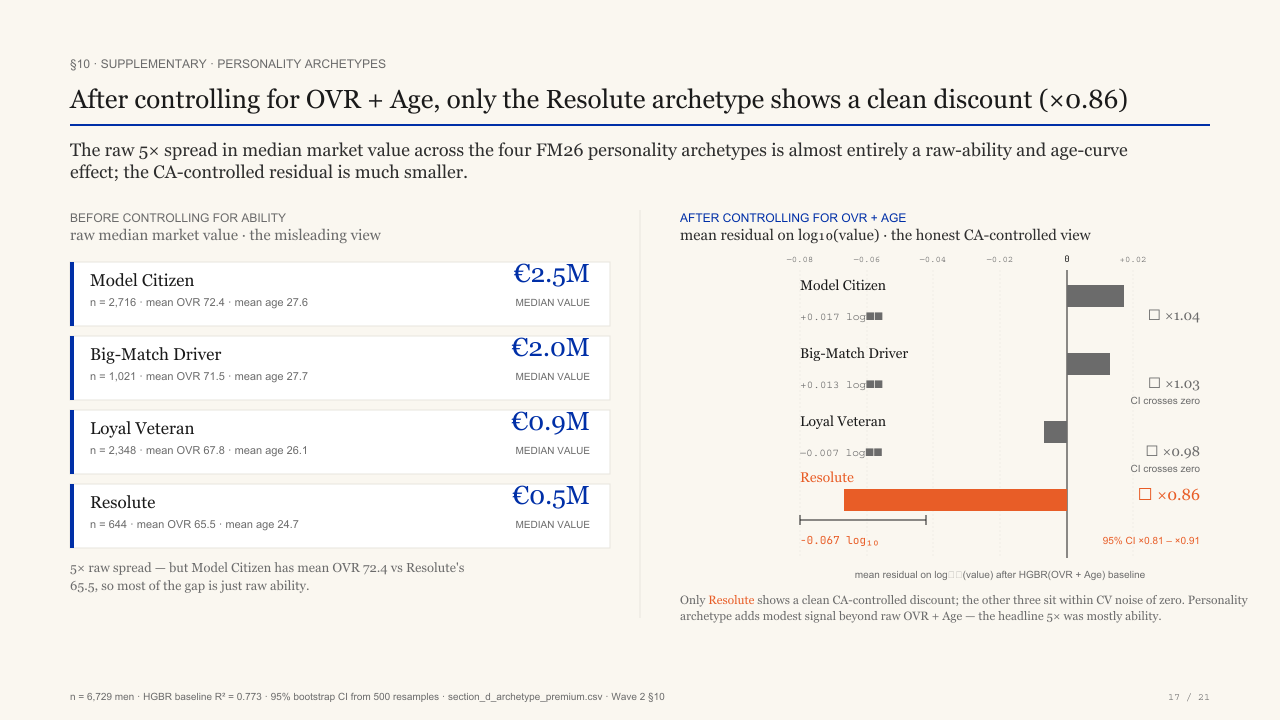 §10 · SUPPLEMENTARY · PERSONALITY ARCHETYPES
After controlling for OVR + Age, only the Resolute archetype shows a clean discount (×0.86)
The raw 5× spread in median market value across the four FM26 personality archetypes is almost entirely a raw-ability and age-curve
effect; the CA-controlled residual is much smaller.
BEFORE CONTROLLING FOR ABILITY
raw median market value · the misleading view
Model Citizen
€2.5M
n = 2,716 · mean OVR 72.4 · mean age 27.6
MEDIAN VALUE
Big-Match Driver
€2.0M
n = 1,021 · mean OVR 71.5 · mean age 27.7
MEDIAN VALUE
Loyal Veteran
€0.9M
n = 2,348 · mean OVR 67.8 · mean age 26.1
MEDIAN VALUE
Resolute
€0.5M
n = 644 · mean OVR 65.5 · mean age 24.7
MEDIAN VALUE
5× raw spread — but Model Citizen has mean OVR 72.4 vs Resolute's
65.5, so most of the gap is just raw ability.
AFTER CONTROLLING FOR OVR + AGE
mean residual on log₁₀(value) · the honest CA-controlled view
−0.08 −0.06 −0.04 −0.02 0 +0.02
Model Citizen
+0.017 log■■
□ ×1.04
Big-Match Driver
+0.013 log■■
□ ×1.03
CI crosses zero
Loyal Veteran
−0.007 log■■
□ ×0.98
CI crosses zero
Resolute
□ ×0.86
-0.067 log₁₀
95% CI ×0.81 – ×0.91
mean residual on log□□(value) after HGBR(OVR + Age) baseline
Only Resolute shows a clean CA-controlled discount; the other three sit within CV noise of zero. Personality
archetype adds modest signal beyond raw OVR + Age — the headline 5× was mostly ability.
n = 6,729 men · HGBR baseline R² = 0.773 · 95% bootstrap CI from 500 resamples · section_d_archetype_premium.csv · Wave 2 §10
17 / 21